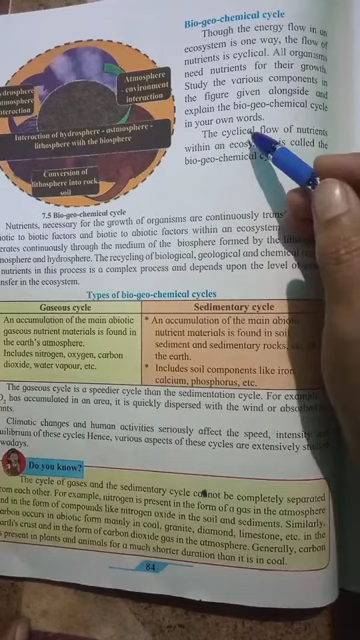 Bio-geo-chemical cycle
Though the energy flow in an
ecosystem is one way, the flow of
nutrients is cyclical. All organisms
need nutrients for their growth.
Study the various components in
the figure given alongside and
explain the bio-geo-chemical cycle
in your own words.
The cyclical flow of nutrients
within an is called the
bio-geo-chemical
Atmosphere
- environment
interaction
Interaction of hydrosphere - astmosphere -
lithosphere with the biosphere
Conversion of
lithosphere into rock,
soil
7.5 Bio-geo-chemical cycle
Nutrients, necessary for the growth of organisms are continuously
to biotic factors and biotic to abiotic factors within an ecosystem
continuously through the medium of the biosphere formed by the
and hydrosphere. The recycling of biological, geological and chemical
nutrients in this process is a complex process and depends upon the level of
in ecosystem.
Types of bio-geo-chemical cycles
Gaseous cycle
An accumulation of the main abiotic
gaseous nutrient materials is found in
the earth's atmosphere.
Includes nitrogen, oxygen, carbon
dioxide, water vapour, etc.
Sedimentary cycle
* An accumulation of the main abiotic
nutrient materials is found in soil,
sediment and sedimentary rocks, of
the earth.
* Includes soil components like iron,
calcium, phosphorus, etc.
The gaseous cycle is a speedier cycle than the sedimentation cycle. For example,
has accumulated in an area, it is quickly dispersed with the wind or
Climatic changes and human activities seriously affect the speed, intensity
of these cycles Hence, various aspects of these cycles are extensively
Do you know?
The cycle of gases and the sedimentary cycle cannot be completely separated
from each other. For example, nitrogen is present in the form of a gas in the atmosphere
and in the form of compounds like nitrogen oxide in the soil and sediments. Similarly,
carbon occurs in abiotic form mainly in coal, granite, diamond, limestone, etc. in the
earth's crust and in the form of carbon dioxide gas in the atmosphere. Generally, carbon
is present in plants and animals for a much shorter duration than it is in coal.
84